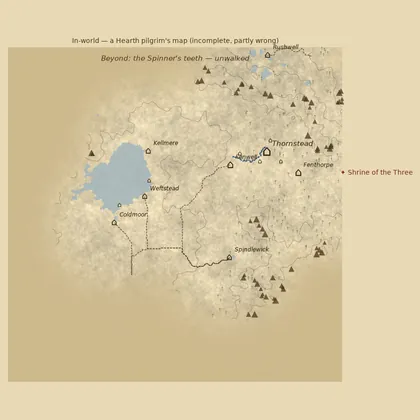 In-world — a Hearth pilgrim's map (incomplete, partly wrong)
Rushwell
Beyond: the Spinner's teeth — unwalked
Kellmere
Thornstead
Fenthorpe
Shrine of the Three
Weftstead
Coldmoor
Spindlewick